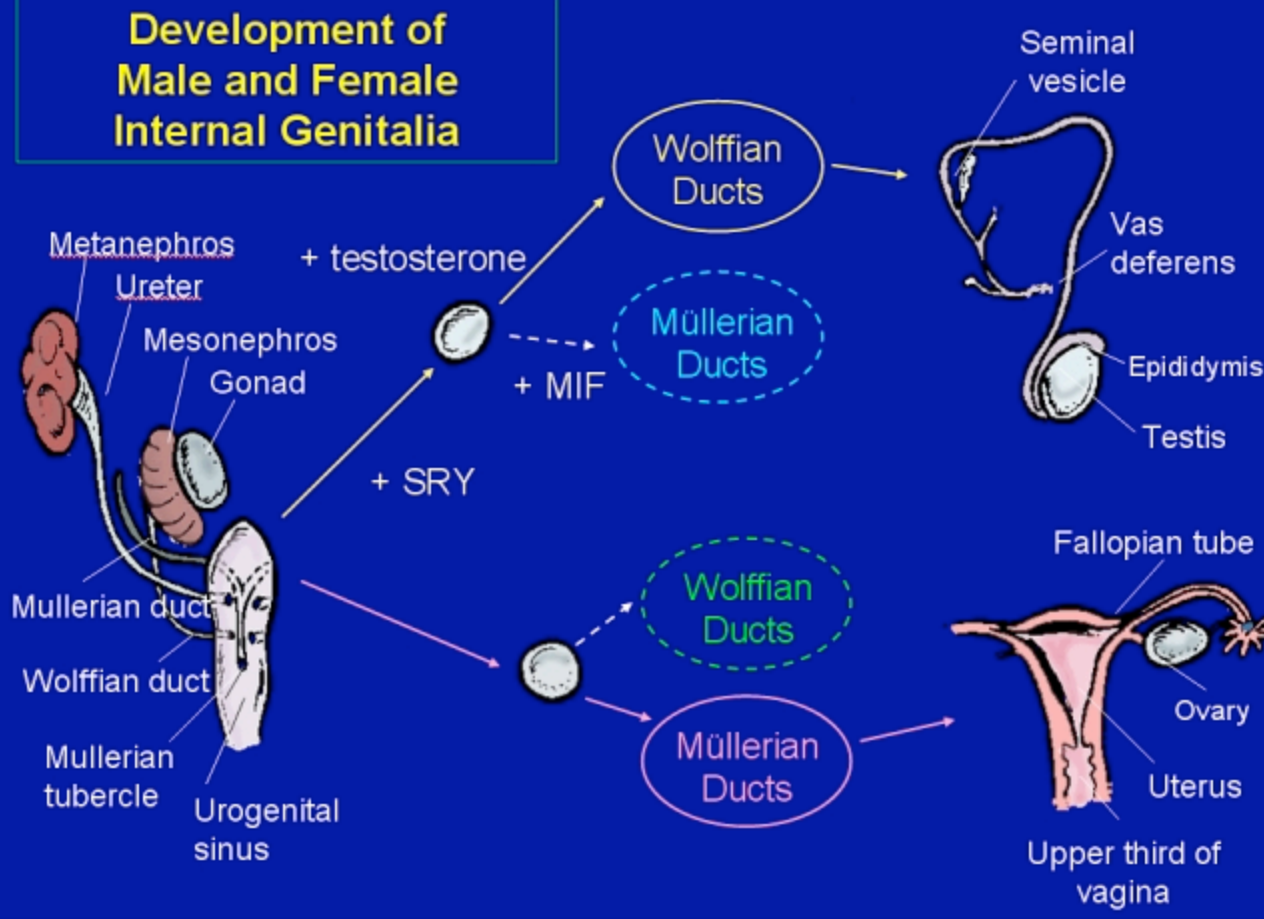 Development of
Male and Female
Internal Genitalia
Seminal
vesicle
Wolffian
Ducts
Vas
deferens
Metanephros
+ testosterone
Ureter
Müllerian
Ducts
Mesonephros
Gonad
+ MIF
Epididymis
Testis
+ SRY
Fallopian tube
Wolffian
Ducts
Mullerian duct
Wolffian duct
Ovary
Müllerian
Ducts
Mullerian
tubercle
Uterus
Urogenital
sinus
Upper third of
vagina